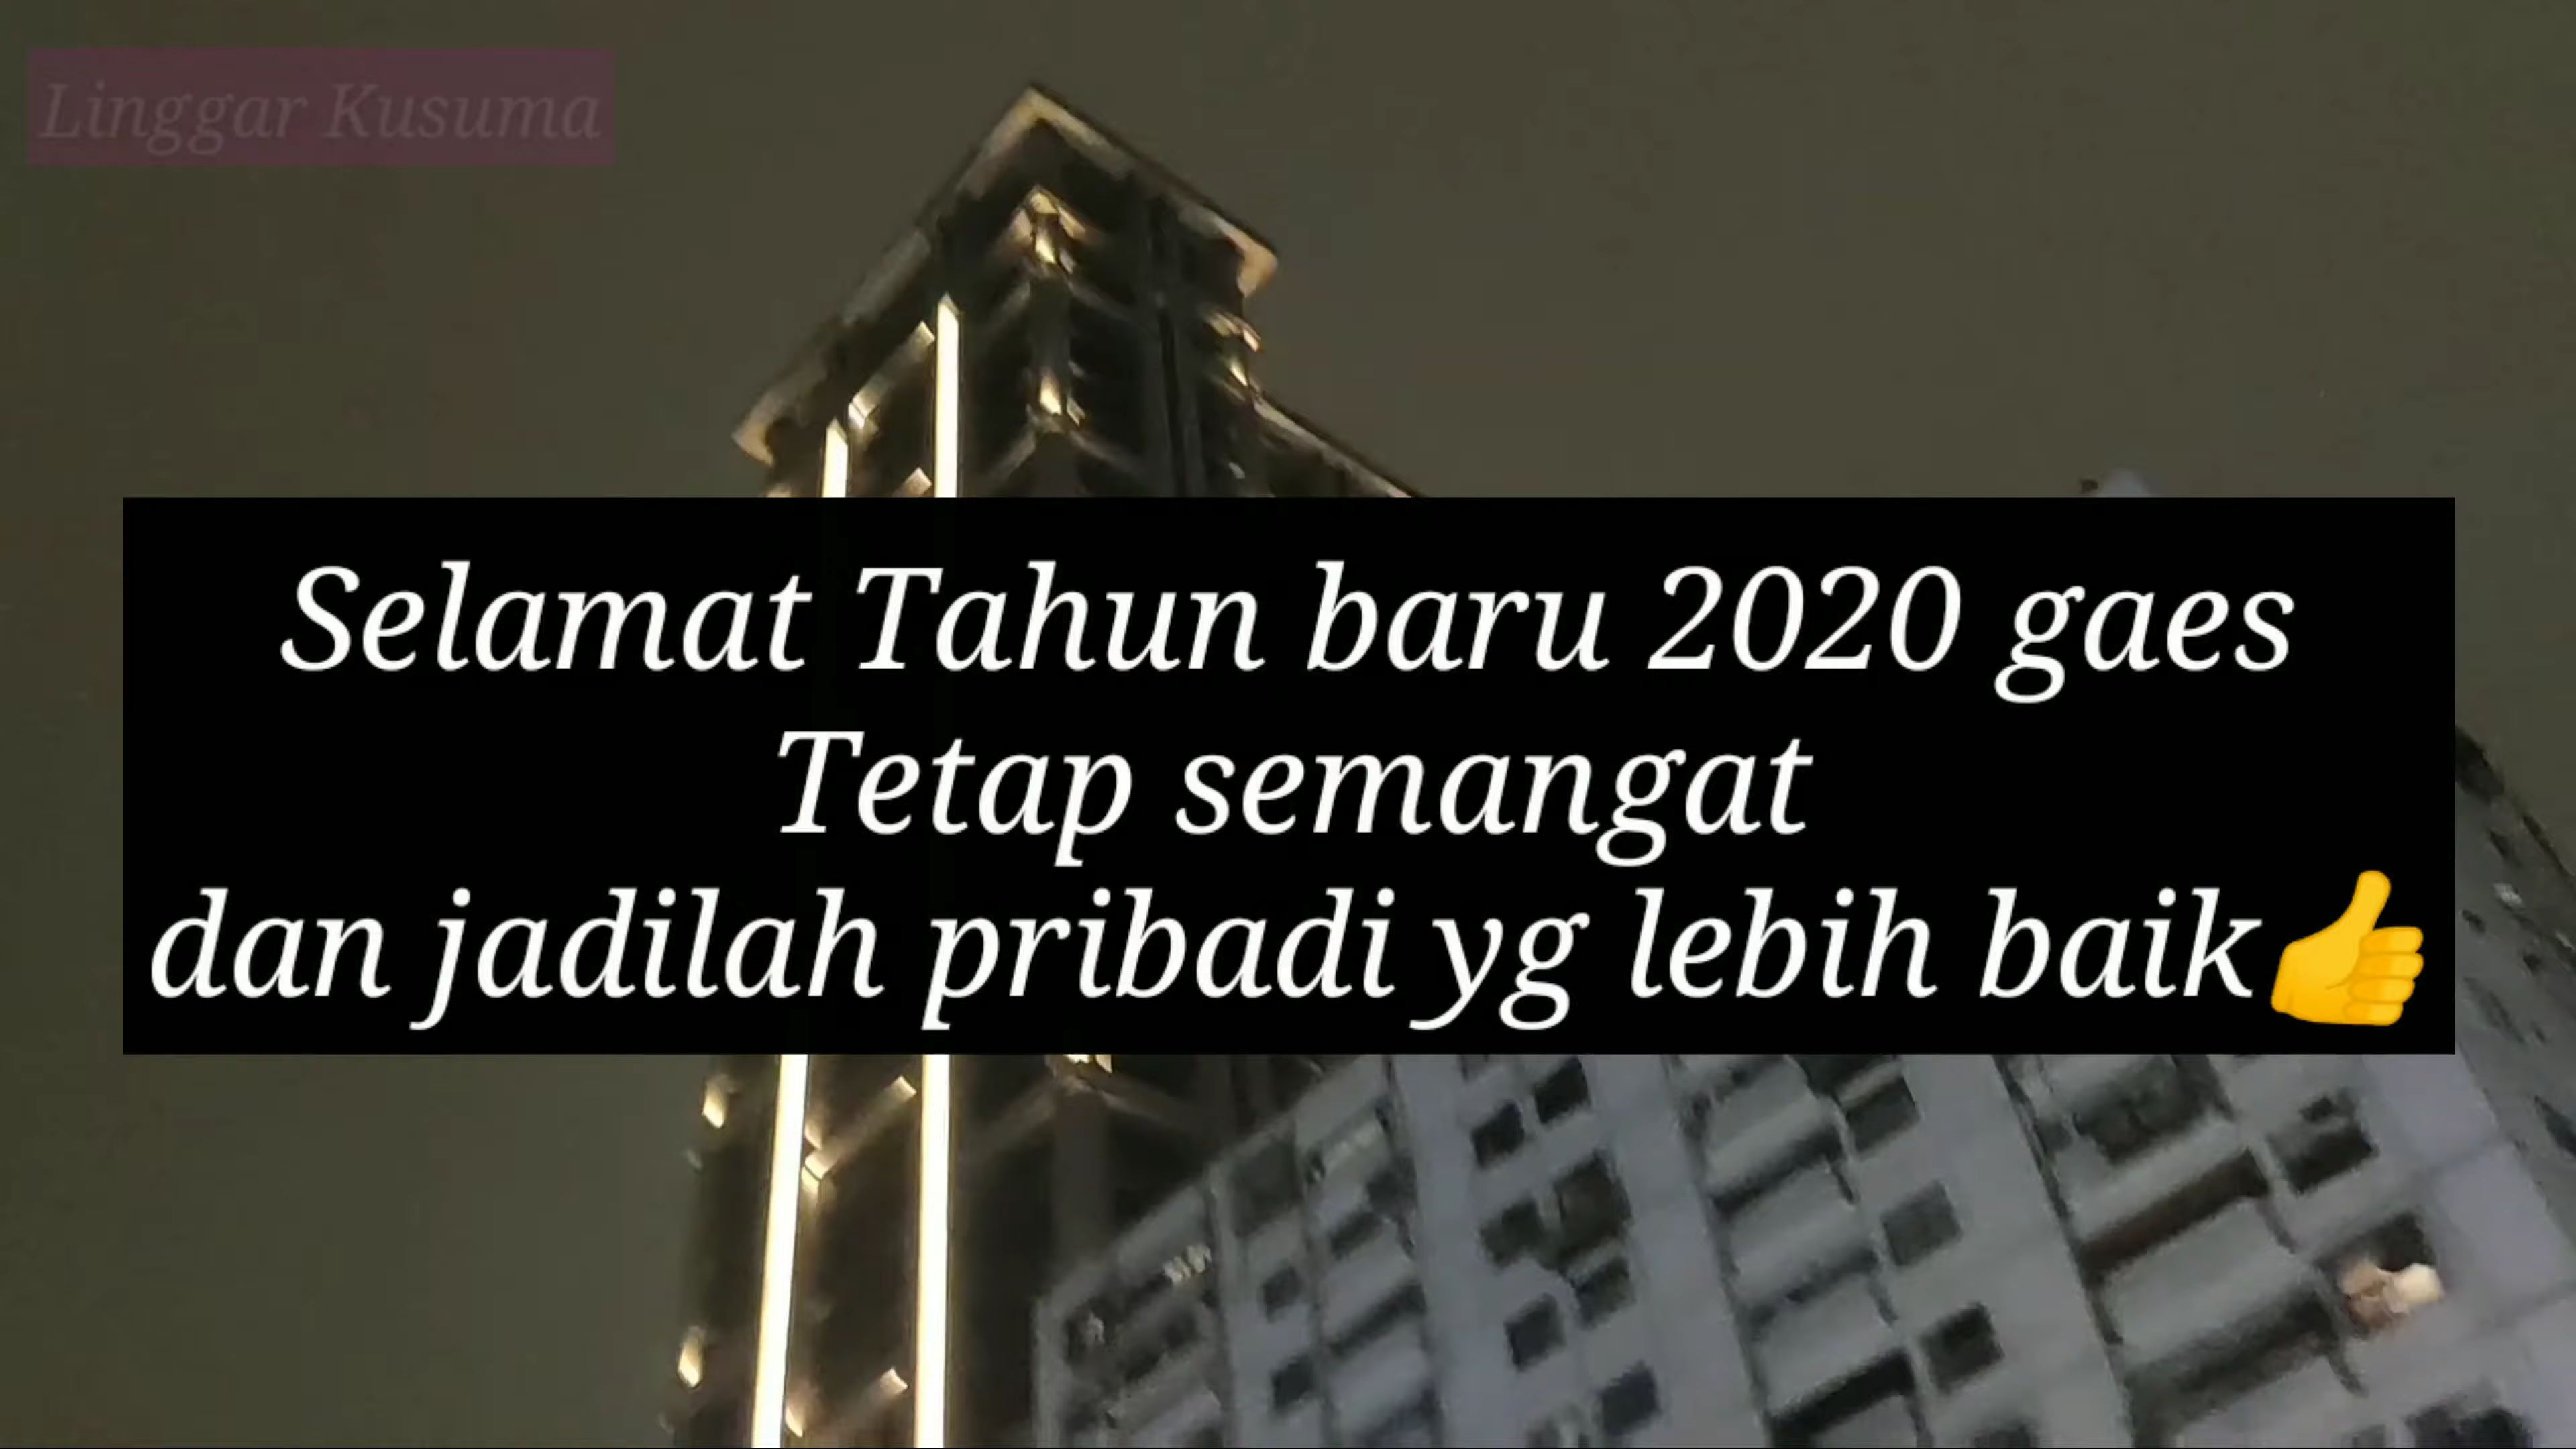 Linggar Kusuma
Selamat Tahun baru 2020 gaes
Tetap semangat
dan jadilah pribadi yg lebih baik👍